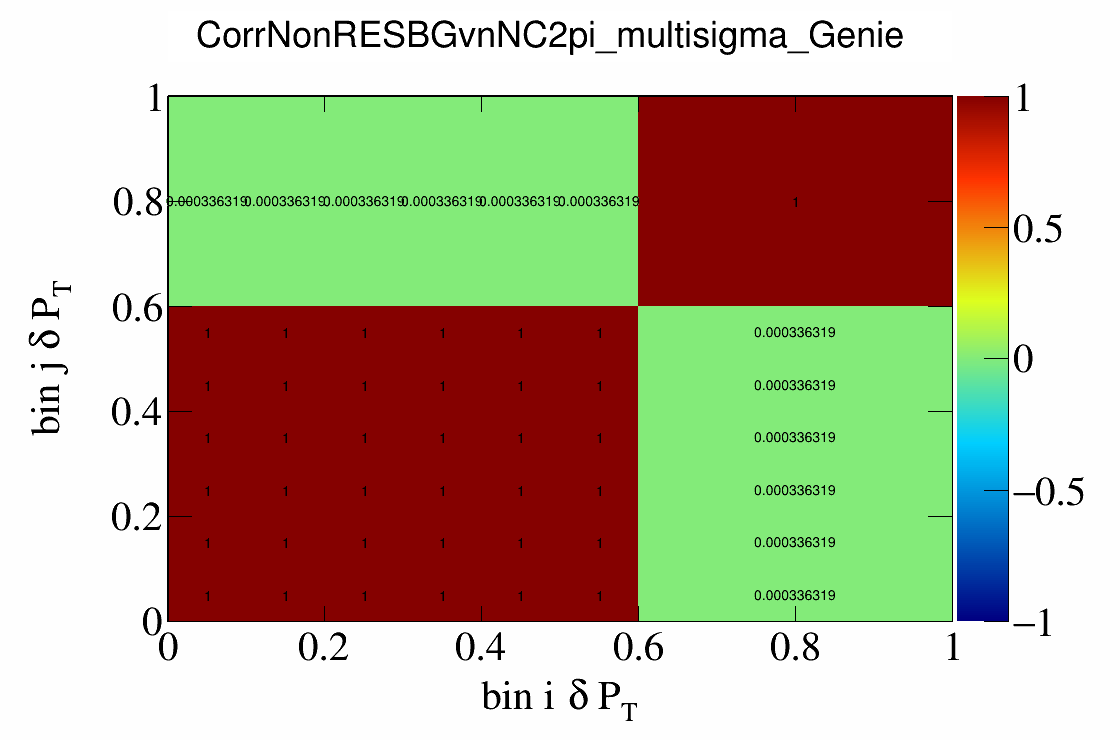 CorrNonRESBGvnNC2pi_multisigma_Genie
1
0.8
0.6
0.4
0.2
0
0.000336319 0.000336319 0.000336319 0.000336319 0.000336319 0.000336319 1
1 1 1 1 1 1 0.000336319
1 1 1 1 1 1 0.000336319
1 1 1 1 1 1 0.000336319
1 1 1 1 1 1 0.000336319
1 1 1 1 1 1 0.000336319
1 1 1 1 1 1 0.000336319
0 0.2 0.4 0.6 0.8 1
bin i δ P_T
bin j δ P_T
1
0.5
0
−0.5
−1